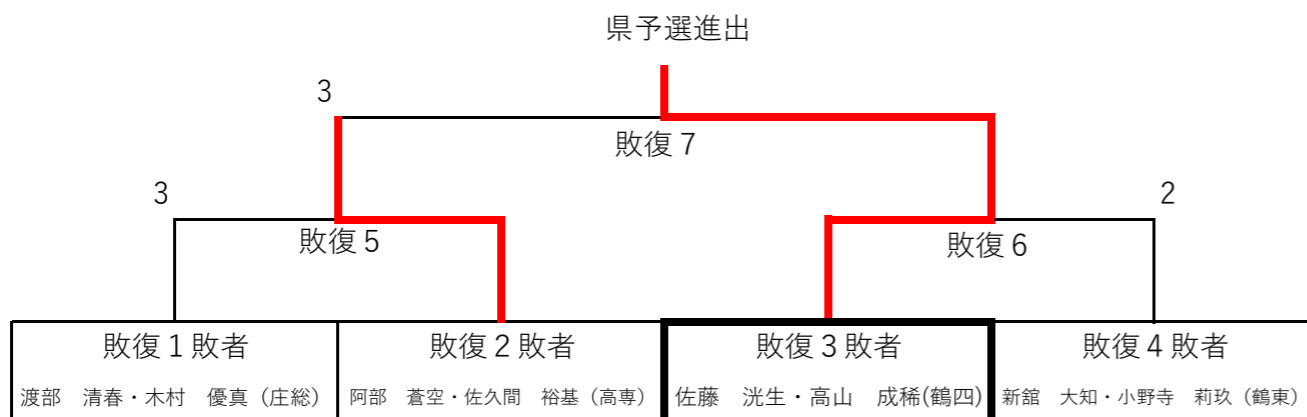 県予選進出
3
敗復7
3
2
敗復5
敗復6
敗復1敗者
敗復2敗者
敗復3敗者
敗復4敗者
渡部　清春・木村　優真（庄総）
阿部　蒼空・佐久間　裕基（高専）
佐藤　洸生・高山　成稀(鶴四)
新舘　大知・小野寺　莉玖（鶴東）